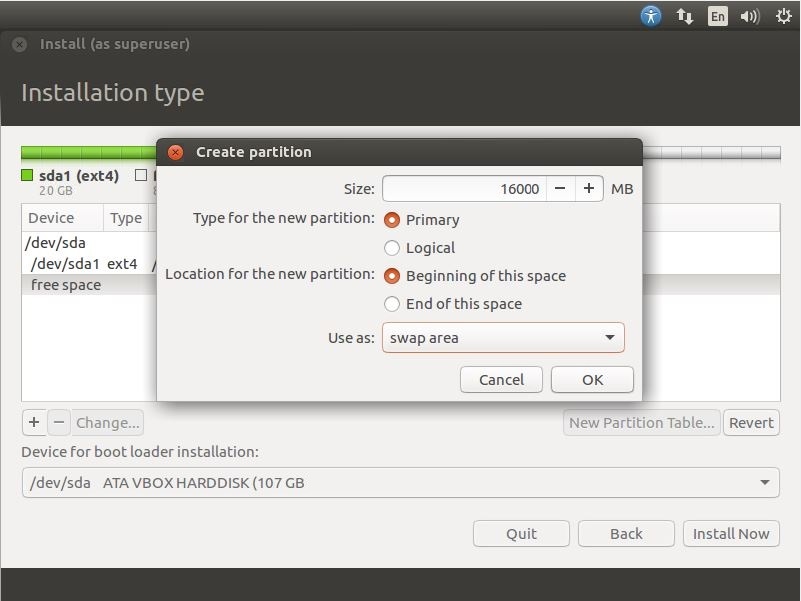 En
Install (as superuser)
Installation type
Create partition
Size: 16000 − + MB
Type for the new partition: Primary
Logical
Location for the new partition: Beginning of this space
End of this space
Use as: swap area
Cancel OK
sda1 (ext4)
20 GB
Device Type
/dev/sda
/dev/sda1 ext4 /
free space
+ − Change... New Partition Table... Revert
Device for boot loader installation:
/dev/sda ATA VBOX HARDDISK (107 GB
Quit Back Install Now